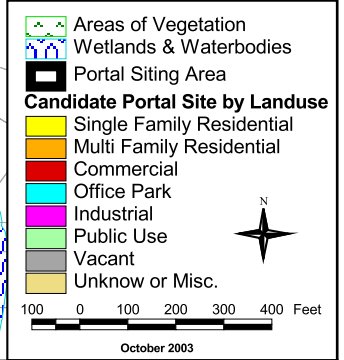 Areas of Vegetation
Wetlands & Waterbodies
Portal Siting Area
Candidate Portal Site by Landuse
Single Family Residential
Multi Family Residential
Commercial
Office Park
Industrial
Public Use
Vacant
Unknow or Misc.
N
100 0 100 200 300 400 Feet
October 2003